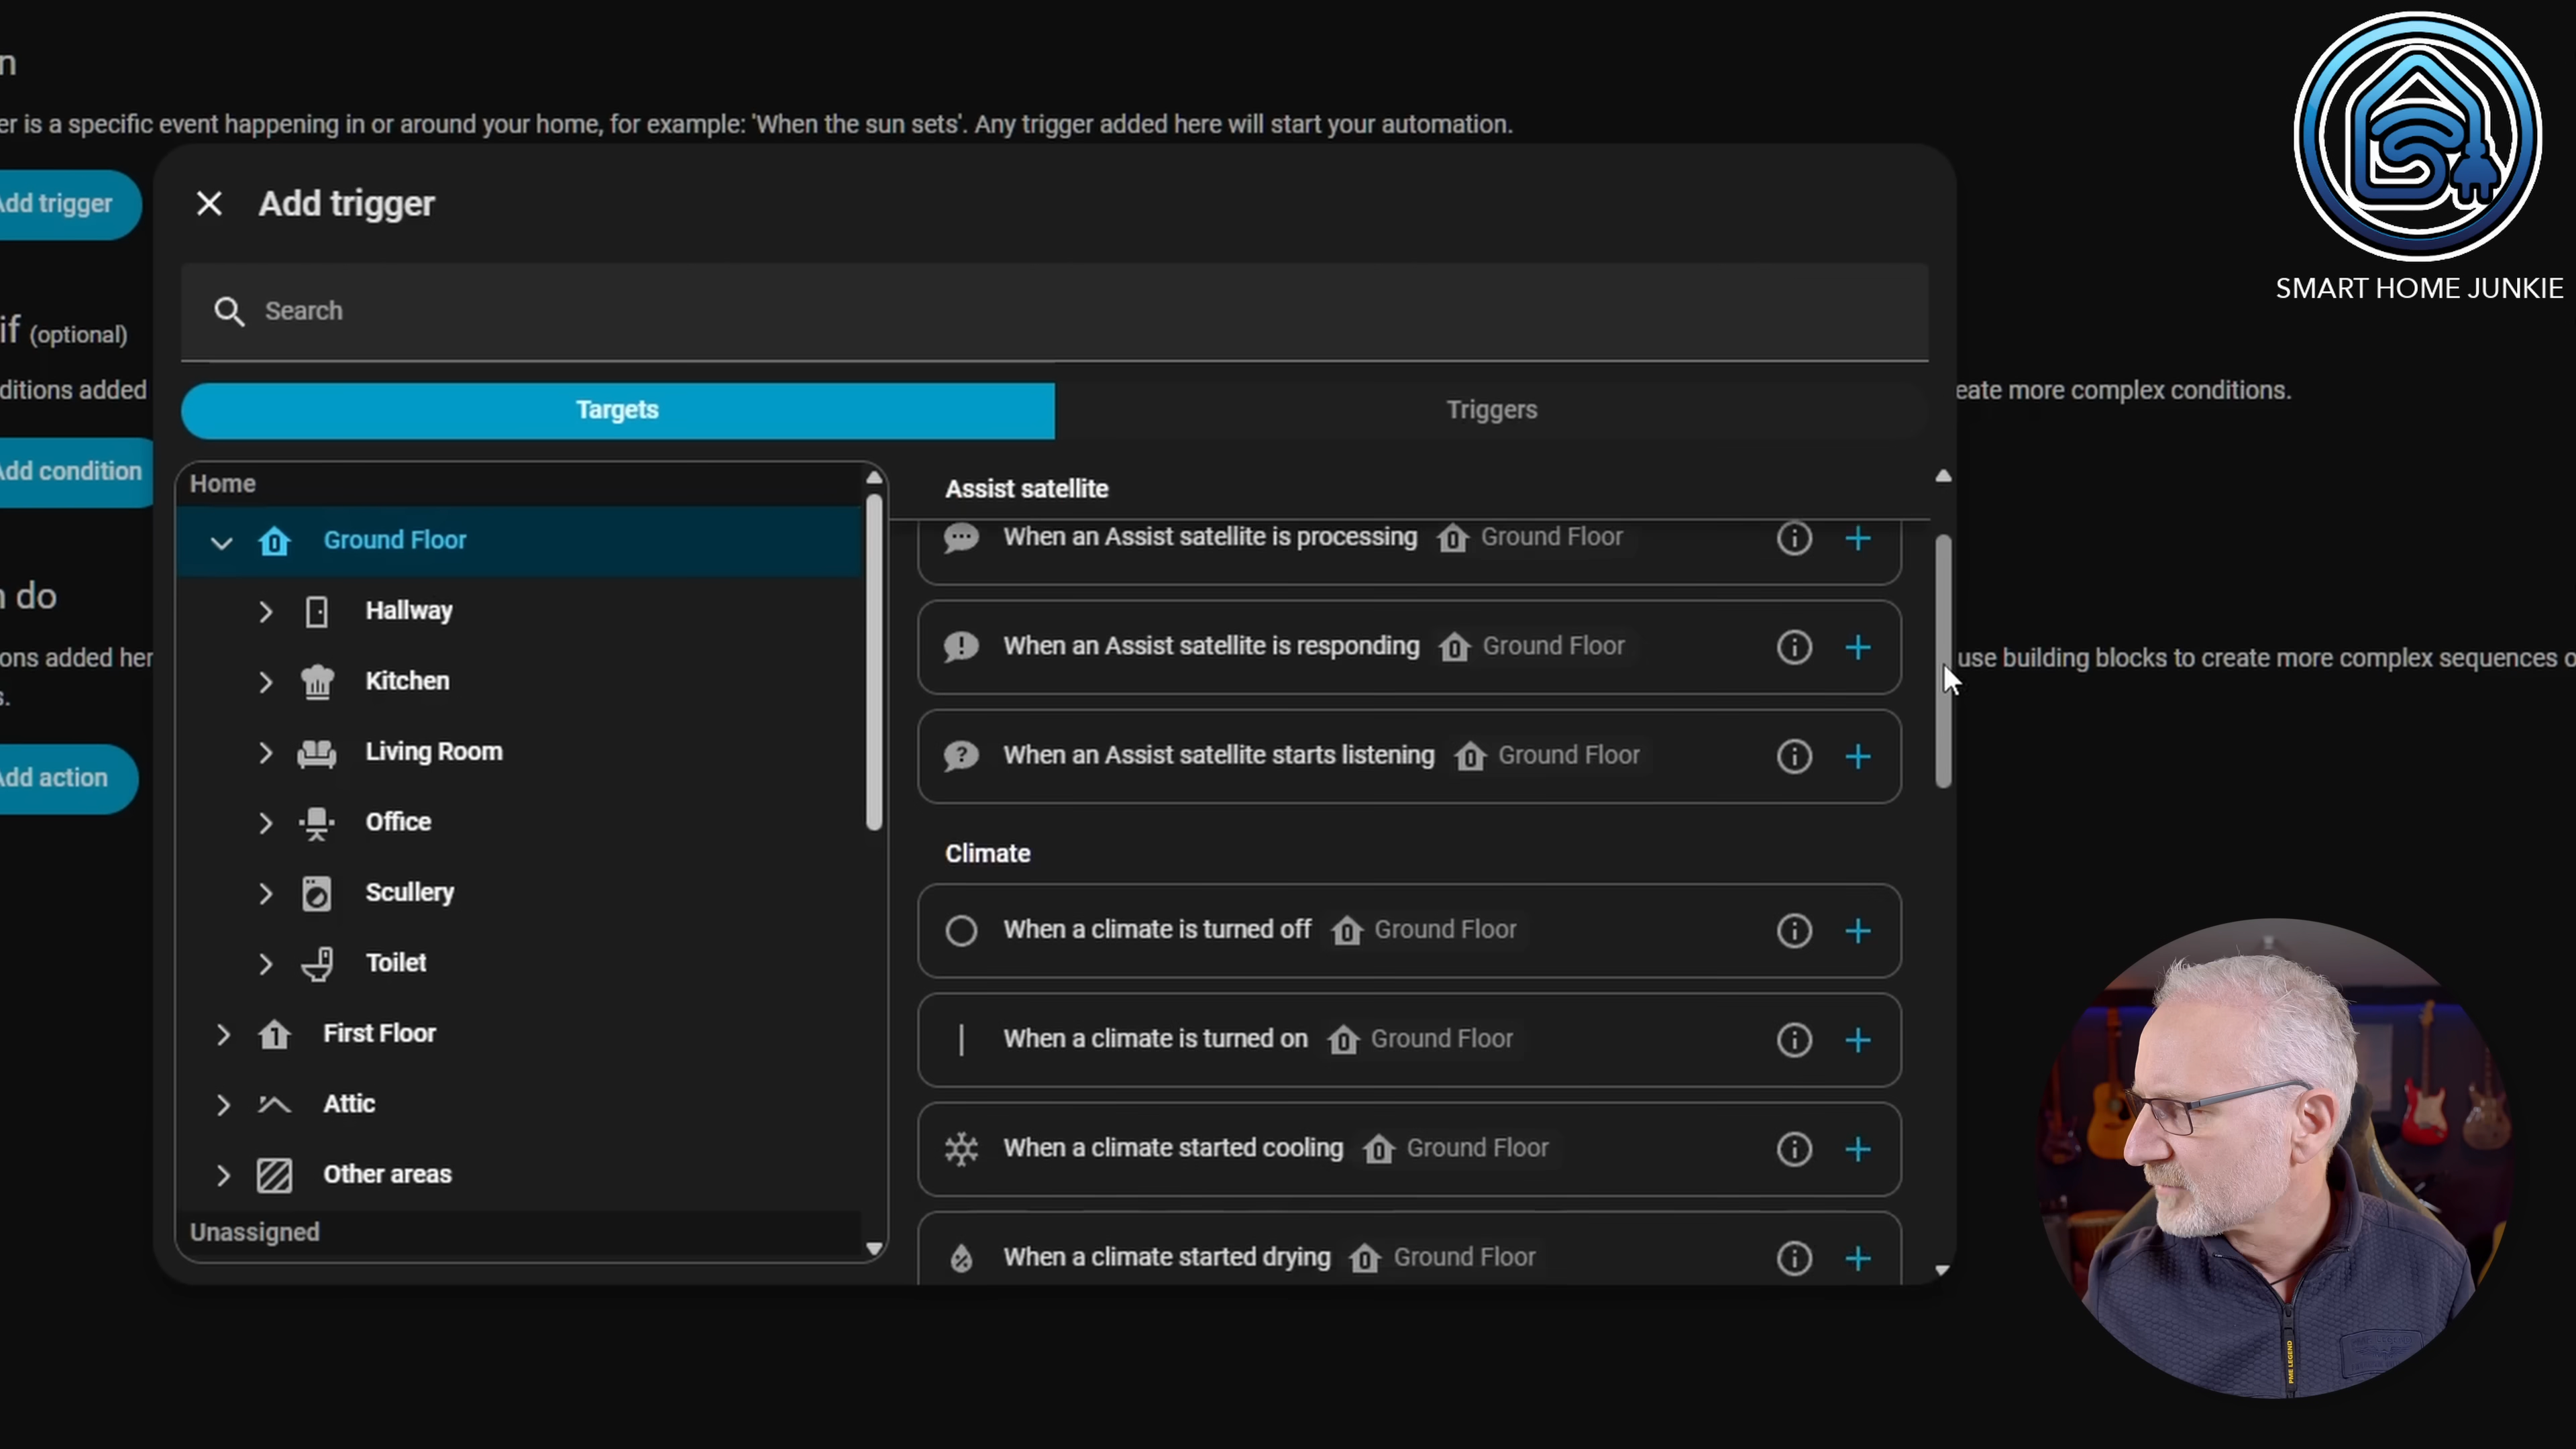 n
er is a specific event happening in or around your home, for example: 'When the sun sets'. Any trigger added here will start your automation.
Add trigger
if (optional)
ditions added
eate more complex conditions.
Add condition
n do
ions added her
use building blocks to create more complex sequences o
s.
Add action
Add trigger
Search
Targets
Triggers
Home
Ground Floor
Hallway
Kitchen
Living Room
Office
Scullery
Toilet
First Floor
Attic
Other areas
Unassigned
Assist satellite
When an Assist satellite is processing Ground Floor
When an Assist satellite is responding Ground Floor
When an Assist satellite starts listening Ground Floor
Climate
When a climate is turned off Ground Floor
When a climate is turned on Ground Floor
When a climate started cooling Ground Floor
When a climate started drying Ground Floor
SMART HOME JUNKIE
PME LEGEND